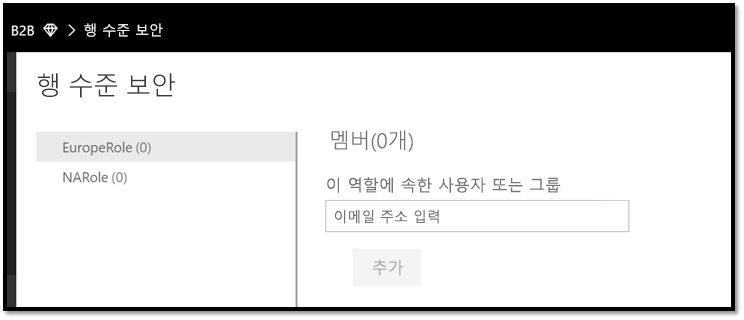 B2B > 행 수준 보안
행 수준 보안
EuropeRole (0)
NARole (0)
멤버(0개)
이 역할에 속한 사용자 또는 그룹
이메일 주소 입력
추가